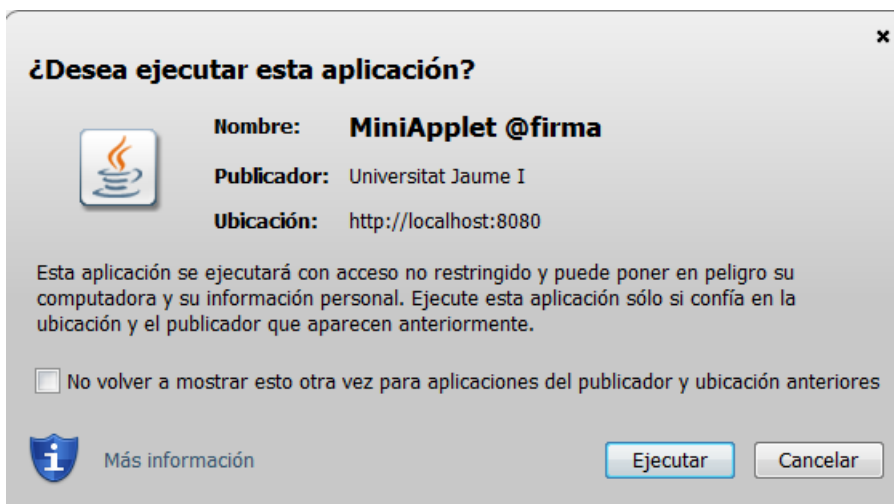 ¿Desea ejecutar esta aplicación?
Nombre: MiniApplet @firma
Publicador: Universitat Jaume I
Ubicación: http://localhost:8080
Esta aplicación se ejecutará con acceso no restringido y puede poner en peligro su
computadora y su información personal. Ejecute esta aplicación sólo si confía en la
ubicación y el publicador que aparecen anteriormente.
No volver a mostrar esto otra vez para aplicaciones del publicador y ubicación anteriores
Más información
Ejecutar
Cancelar